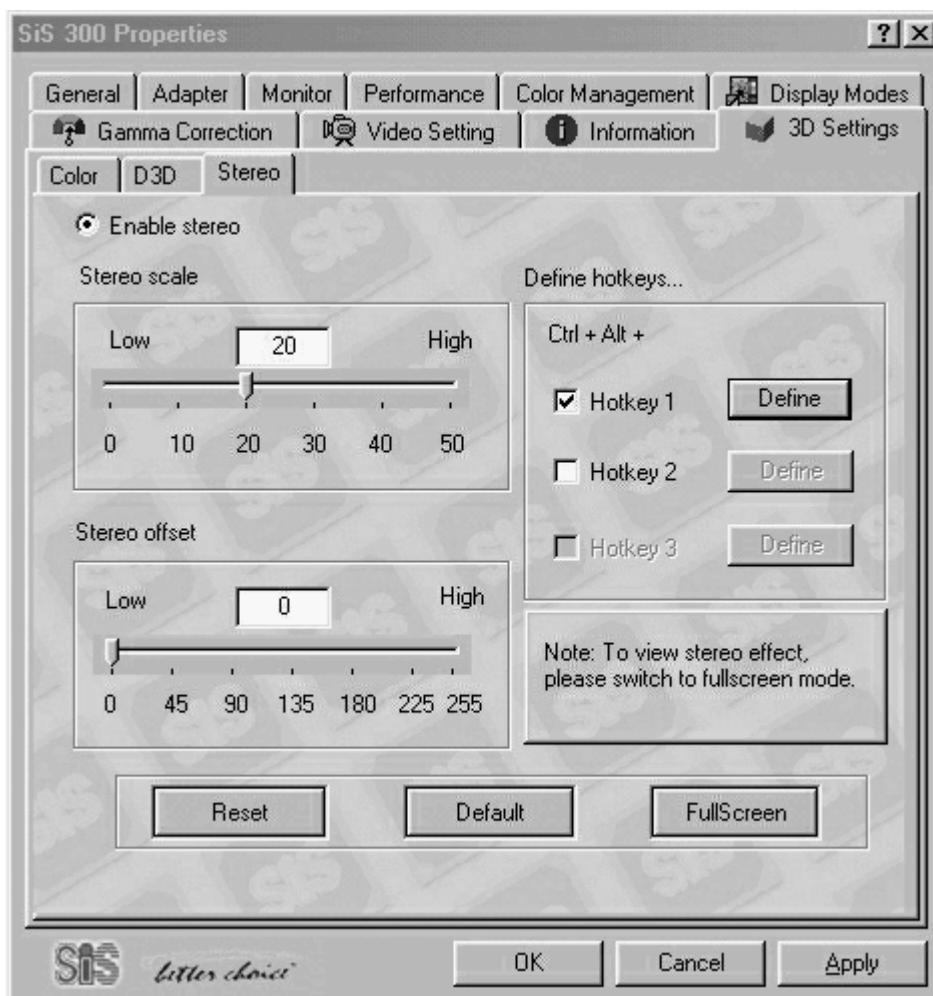 SiS 300 Properties
General Adapter Monitor Performance Color Management Display Modes
Gamma Correction Video Setting Information 3D Settings
Color D3D Stereo
Enable stereo
Stereo scale
Low 20 High
0 10 20 30 40 50
Stereo offset
Low 0 High
0 45 90 135 180 225 255
Define hotkeys...
Ctrl + Alt +
Hotkey 1 Define
Hotkey 2 Define
Hotkey 3 Define
Note: To view stereo effect,
please switch to fullscreen mode.
Reset Default FullScreen
SiS better choice OK Cancel Apply